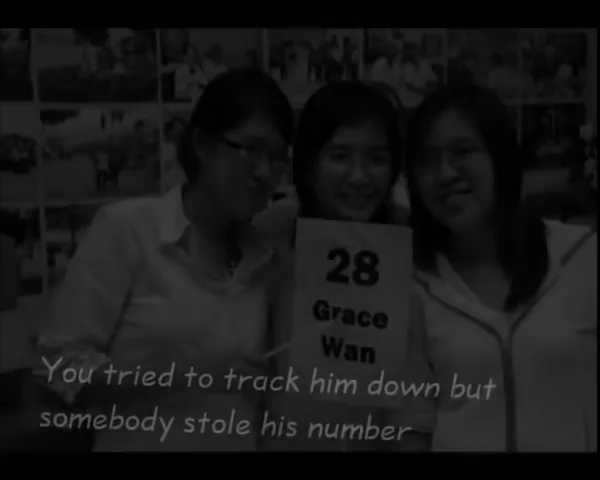 28
Grace
Wan
You tried to track him down but
somebody stole his number